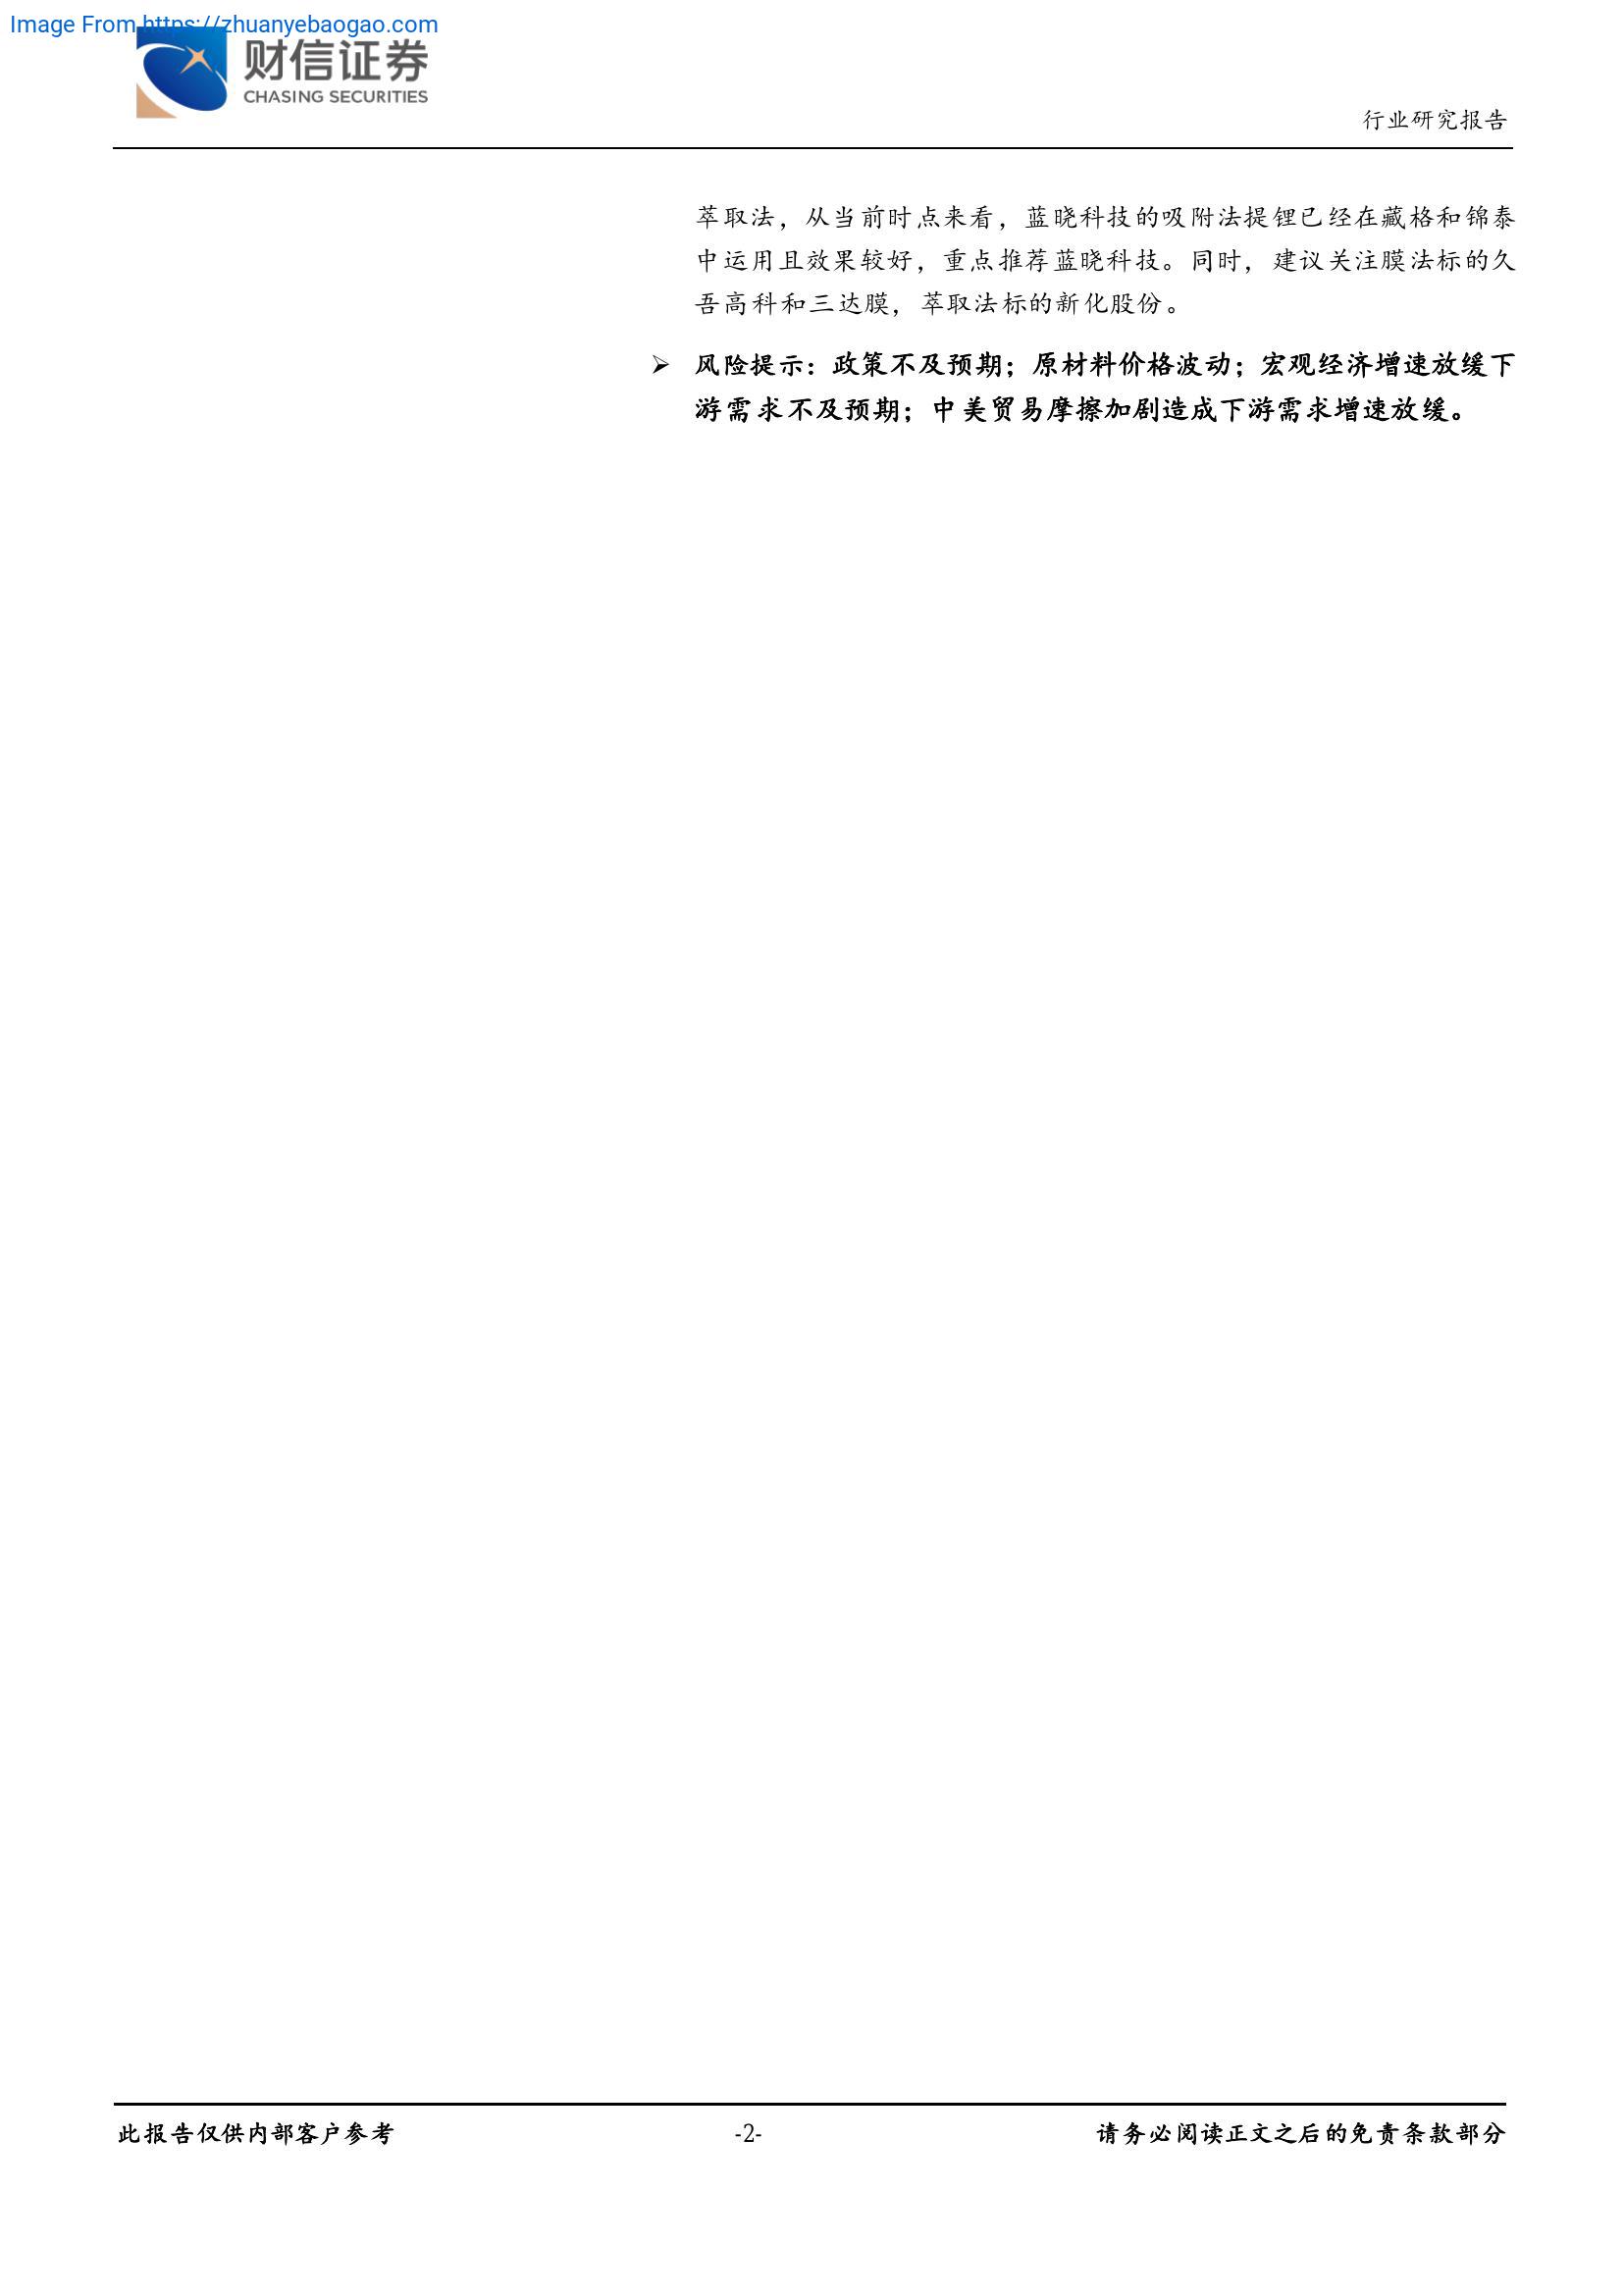 Image From https://zhuanyebaogao.com
财信证券
CHASING SECURITIES
行业研究报告
萃取法，从当前时点来看，蓝晓科技的吸附法提锂已经在藏格和锦泰
中运用且效果较好，重点推荐蓝晓科技。同时，建议关注膜法标的久
吾高科和三达膜，萃取法标的新化股份。
➢ 风险提示：政策不及预期；原材料价格波动；宏观经济增速放缓下
游需求不及预期；中美贸易摩擦加剧造成下游需求增速放缓。
此报告仅供内部客户参考
-2-
请务必阅读正文之后的免责条款部分